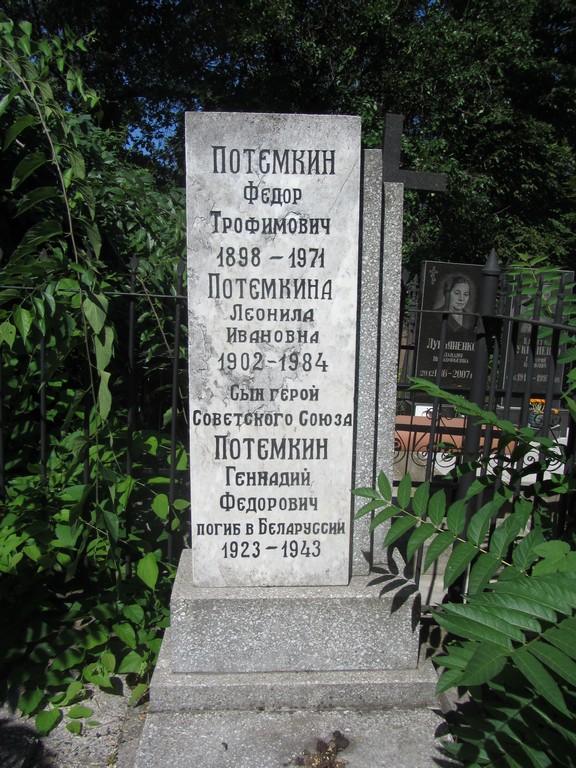 ПОТЕМКИН
ФЕДОР
ТРОФИМОВИЧ
1898 – 1971
ПОТЕМКИНА
ЛЕОНИЛА
ИВАНОВНА
1902 – 1984
СЫН ГЕРОЙ
СОВЕТСКОГО СОЮЗА
ПОТЕМКИН
ГЕННАДИЙ
ФЕДОРОВИЧ
ПОГИБ В БЕЛАРУССИИ
1923 – 1943